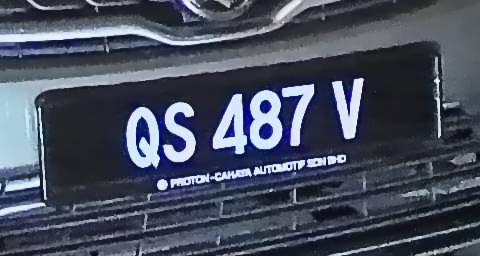 QS 487 V
PROTON-CAHAYA AUTOMOTIF SDN BHD